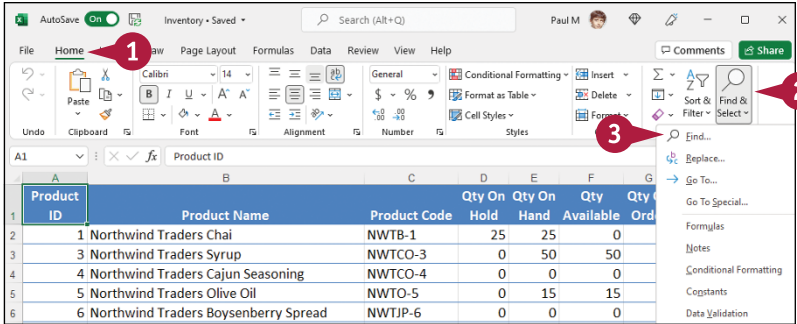 AutoSave On Inventory • Saved Search (Alt+Q) Paul M
File Home Page Layout Formulas Data Review View Help Comments Share
1
Calibri 14 General Conditional Formatting Insert
Paste B I U A A $ % 9 Format as Table Delete Sort & Find &
Cell Styles Format Filter Select
2
Undo Clipboard Font Alignment Number Styles
3
Find...
A1 fx Product ID
Replace...
Go To...
Go To Special...
Formulas
Notes
Conditional Formatting
Constants
Data Validation
A B C D E F G
Product Qty On Qty On Qty Qty
1 ID Product Name Product Code Hold Hand Available
2 1 Northwind Traders Chai NWTB-1 25 25 0
3 3 Northwind Traders Syrup NWTCO-3 0 50 50
4 4 Northwind Traders Cajun Seasoning NWTCO-4 0 0 0
5 5 Northwind Traders Olive Oil NWTO-5 0 15 15
6 6 Northwind Traders Boysenberry Spread NWTJP-6 0 0 0